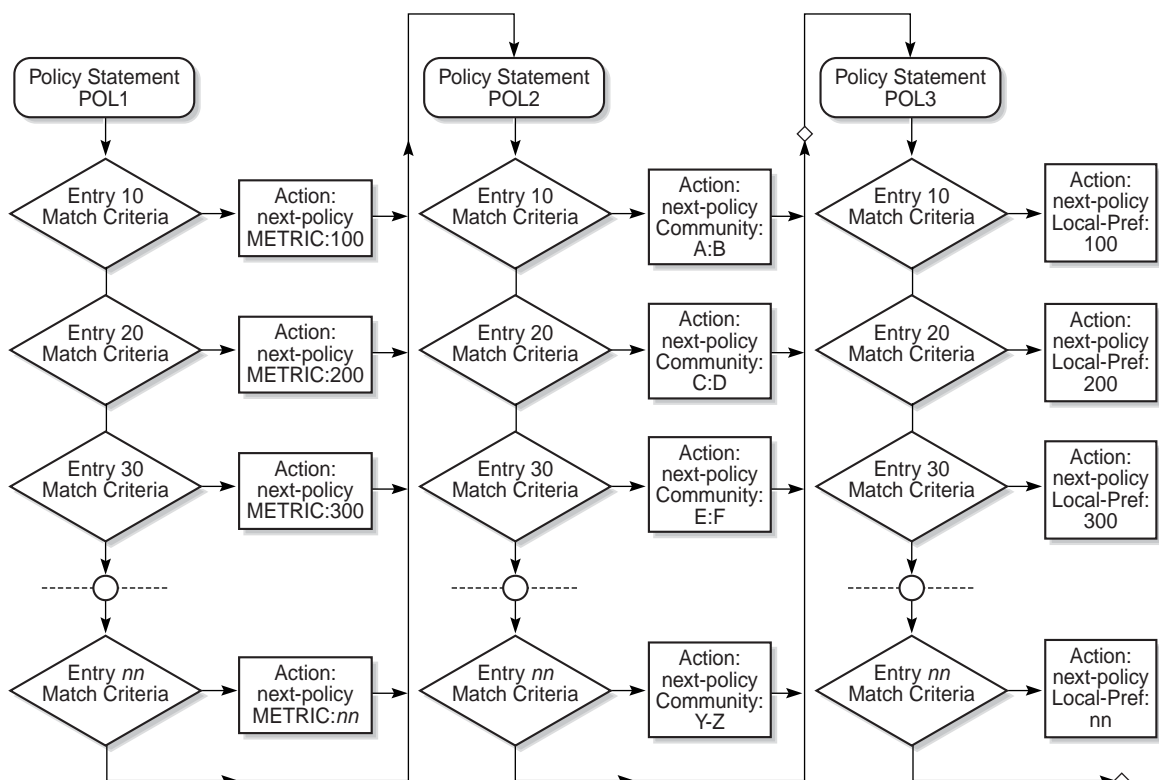 Policy Statement
POL1
Entry 10
Match Criteria
Action:
next-policy
METRIC:100
Entry 20
Match Criteria
Action:
next-policy
METRIC:200
Entry 30
Match Criteria
Action:
next-policy
METRIC:300
Entry nn
Match Criteria
Action:
next-policy
METRIC:nn
Policy Statement
POL2
Entry 10
Match Criteria
Action:
next-policy
Community:
A:B
Entry 20
Match Criteria
Action:
next-policy
Community:
C:D
Entry 30
Match Criteria
Action:
next-policy
Community:
E:F
Entry nn
Match Criteria
Action:
next-policy
Community:
Y-Z
Policy Statement
POL3
Entry 10
Match Criteria
Action:
next-policy
Local-Pref:
100
Entry 20
Match Criteria
Action:
next-policy
Local-Pref:
200
Entry 30
Match Criteria
Action:
next-policy
Local-Pref:
300
Entry nn
Match Criteria
Action:
next-policy
Local-Pref:
nn